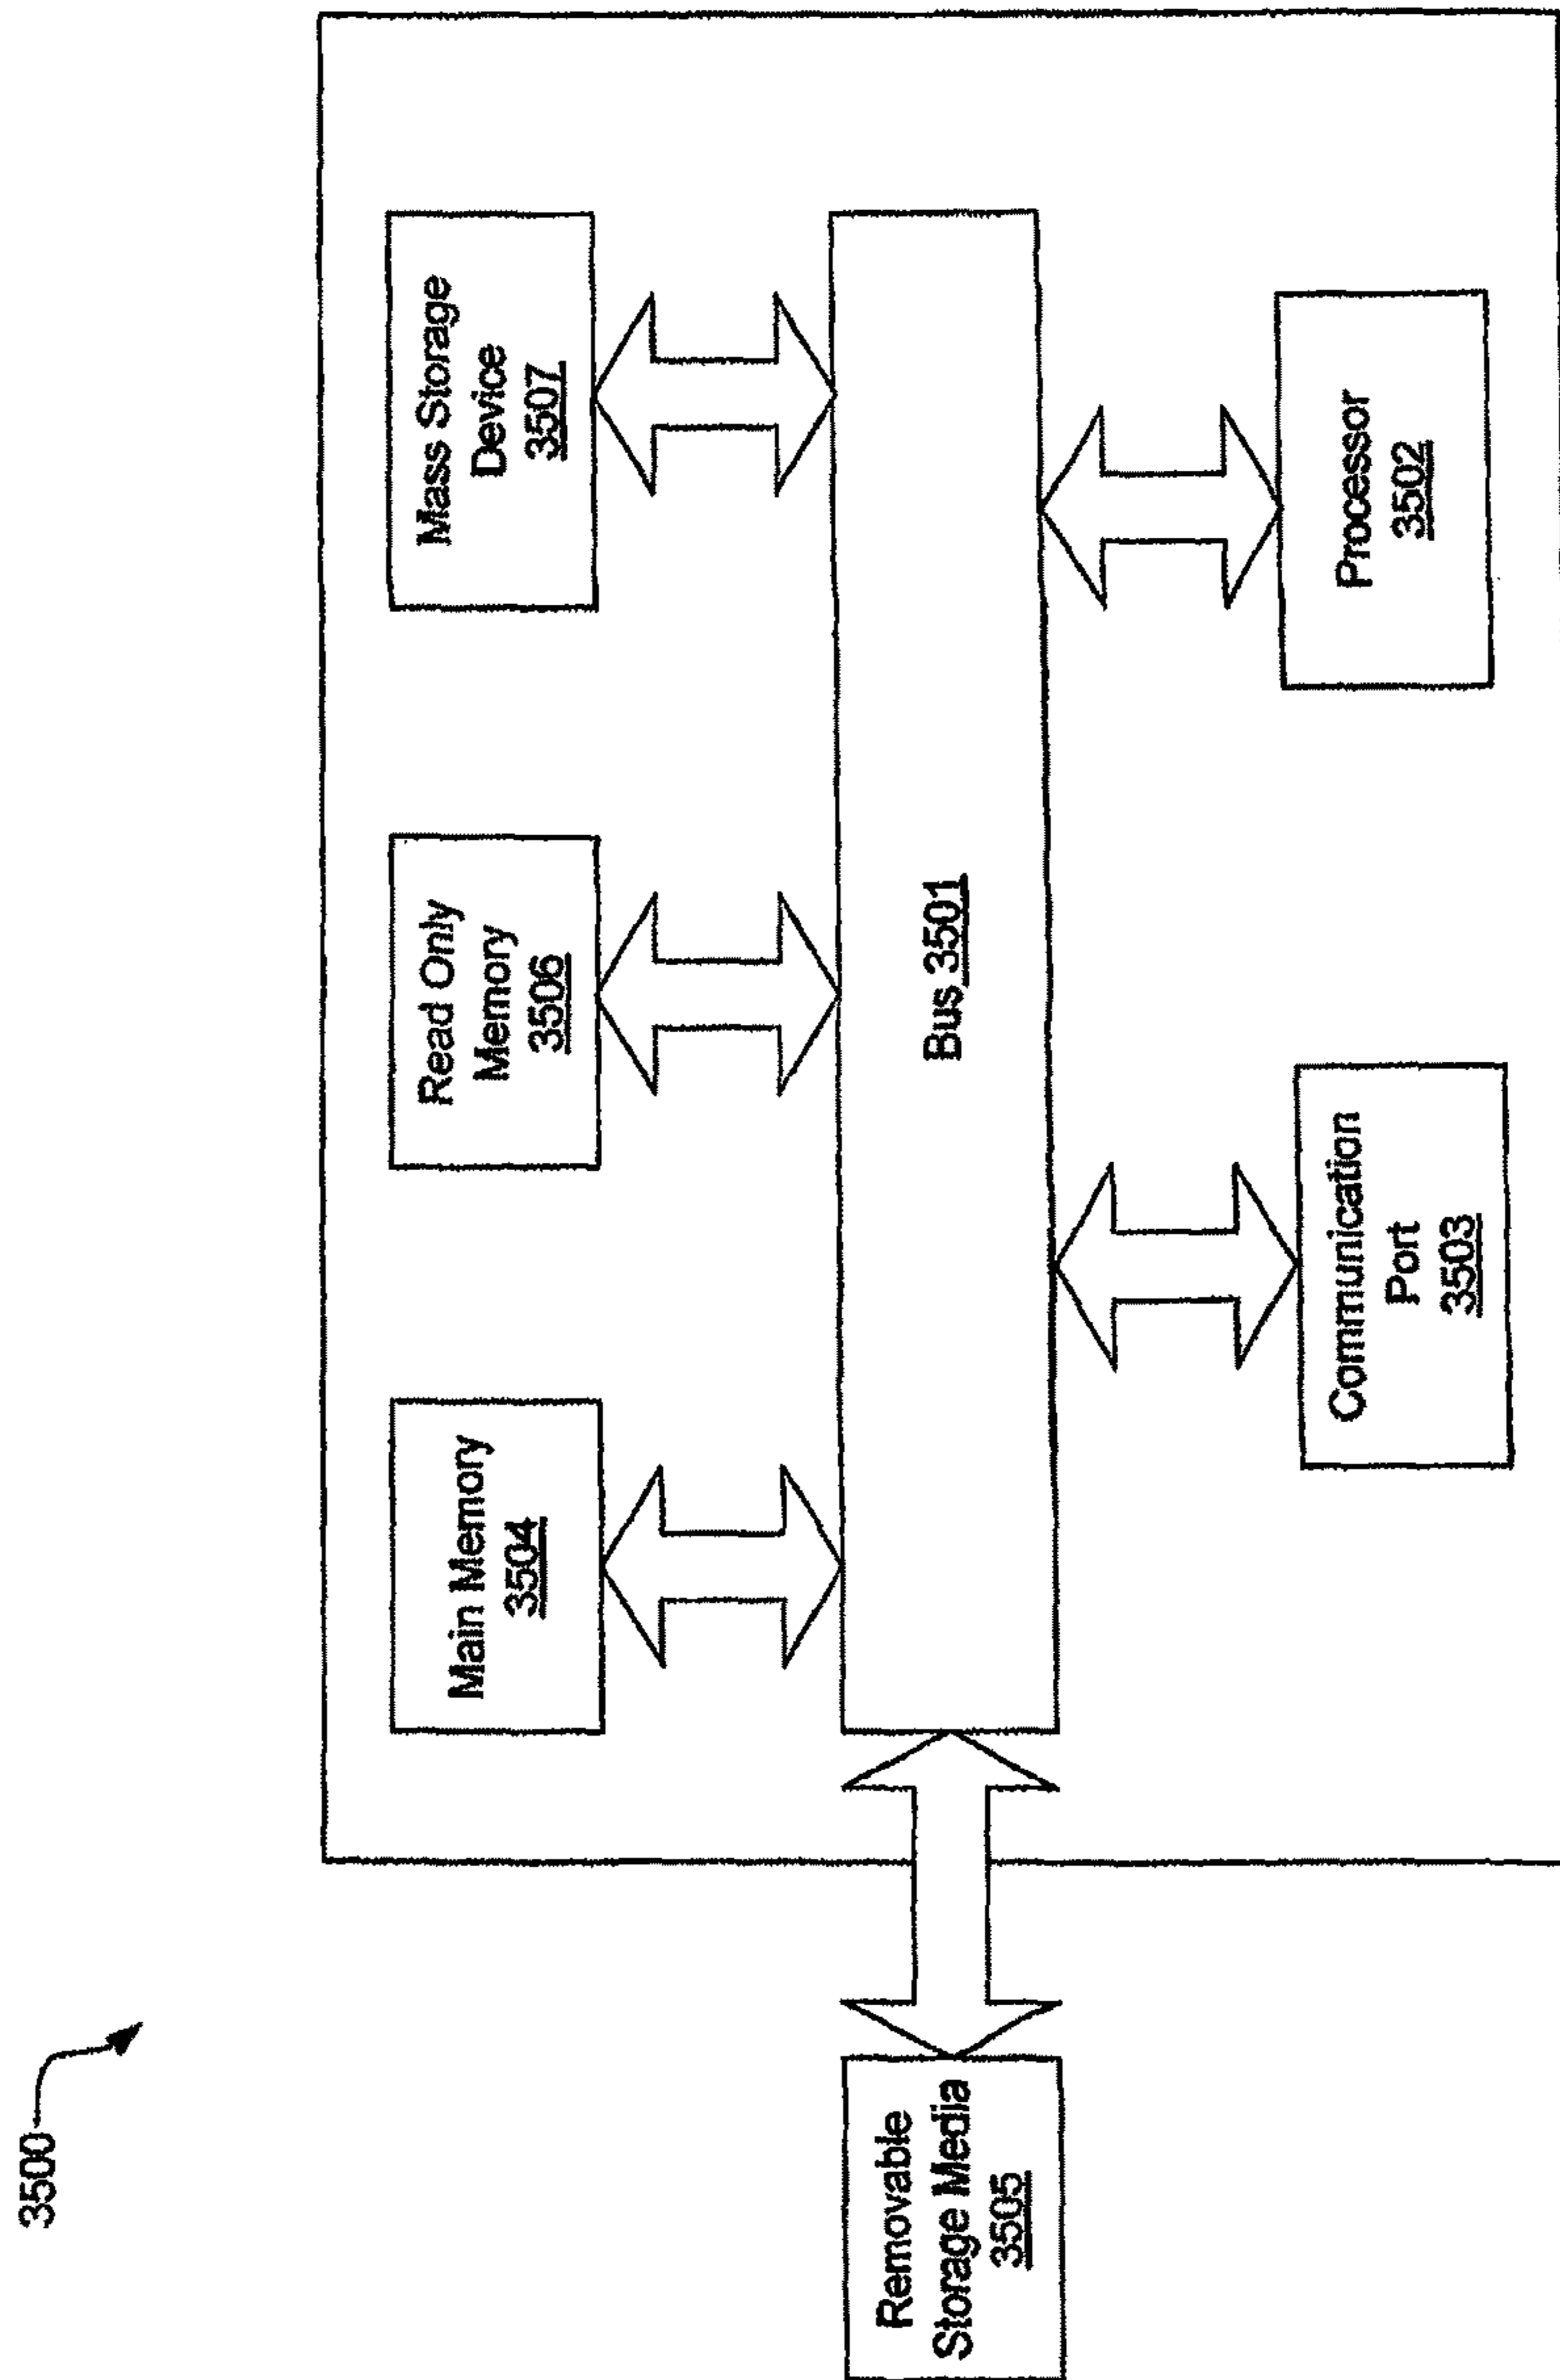 3500
Main Memory
3504
Read Only
Memory
3506
Mass Storage
Device
3507
Removable
Storage Media
3505
Bus 3501
Communication
Port
3503
Processor
3502